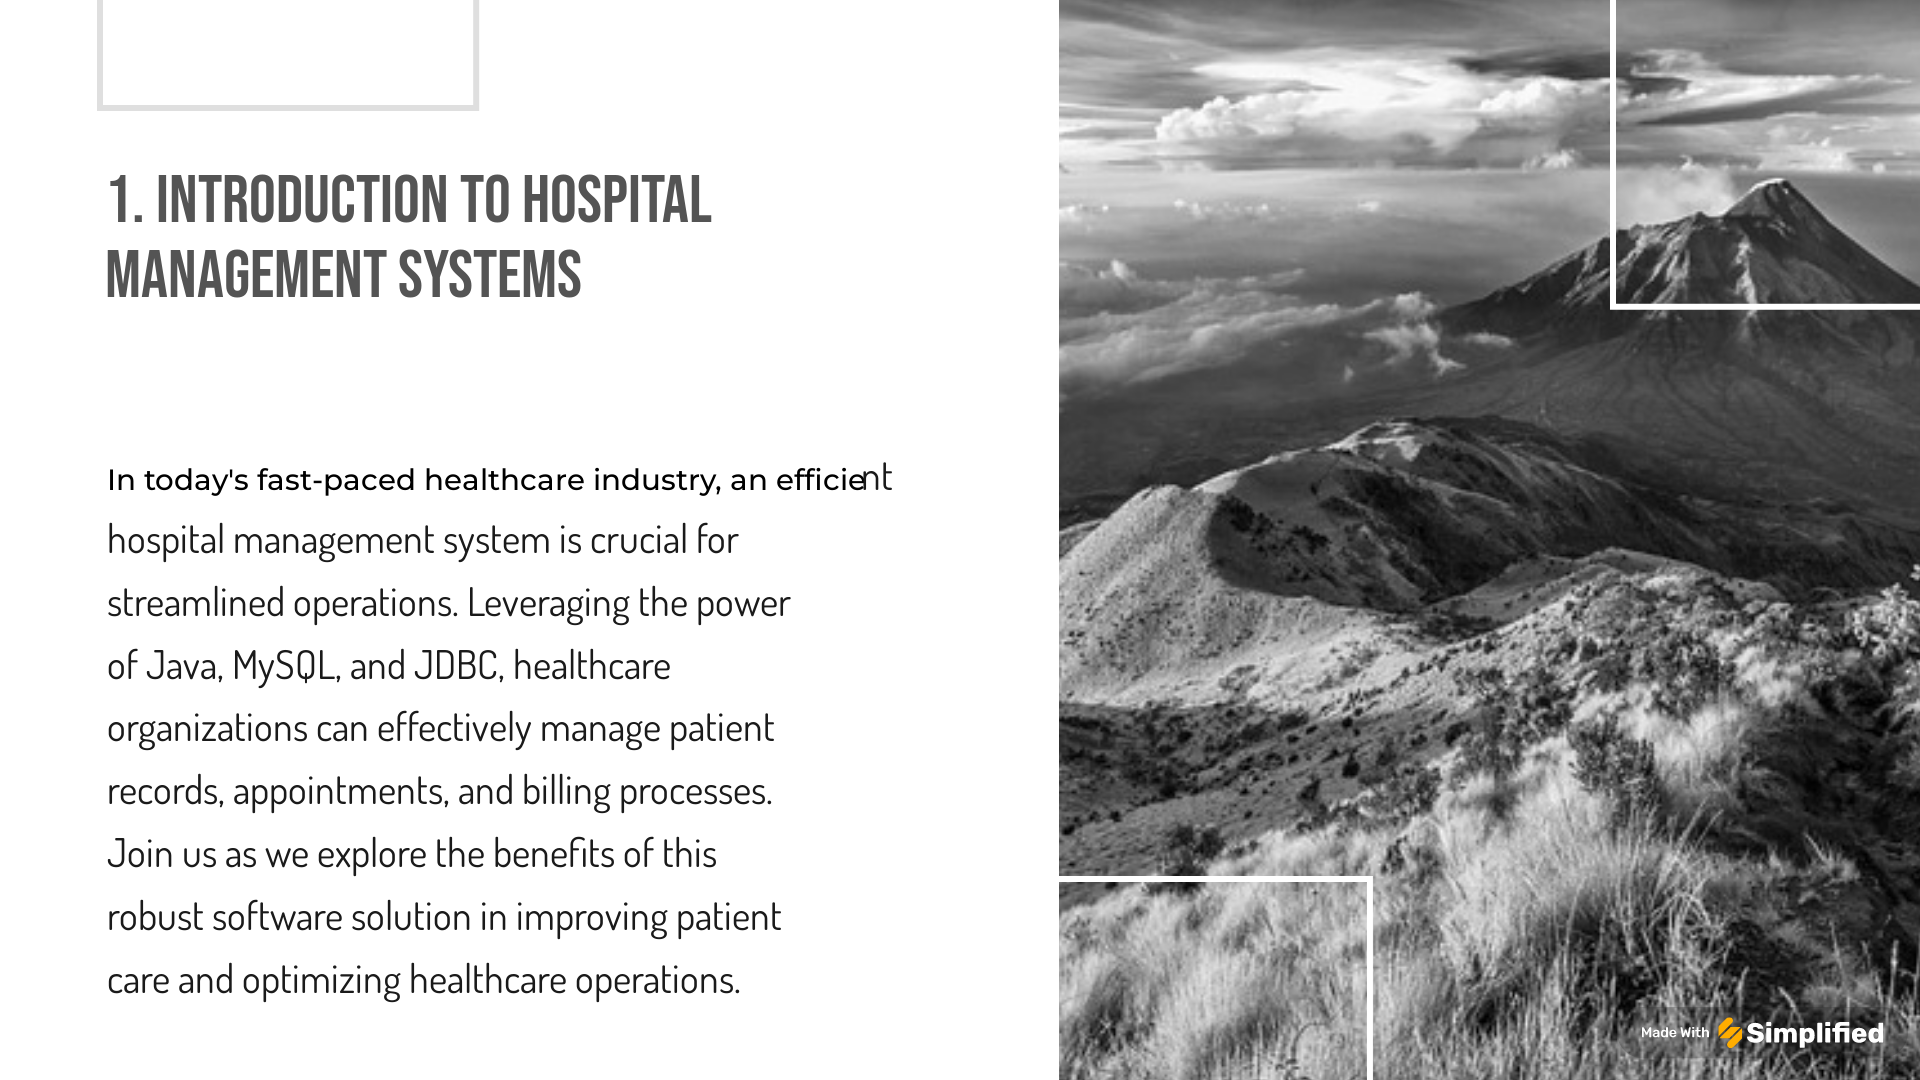 1. INTRODUCTION TO HOSPITAL
MANAGEMENT SYSTEMS
In today's fast-paced healthcare industry, an efficient
hospital management system is crucial for
streamlined operations. Leveraging the power
of Java, MySQL, and JDBC, healthcare
organizations can effectively manage patient
records, appointments, and billing processes.
Join us as we explore the benefits of this
robust software solution in improving patient
care and optimizing healthcare operations.
Made With Simplified